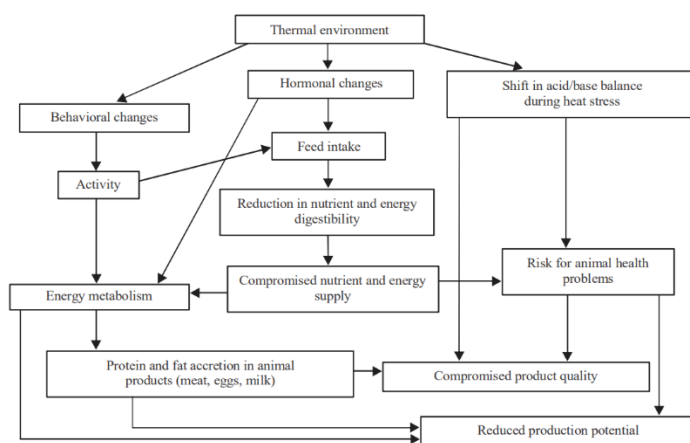 Thermal environment
Hormonal changes
Shift in acid/base balance
during heat stress
Behavioral changes
Feed intake
Activity
Reduction in nutrient and energy
digestibility
Compromised nutrient and energy
supply
Risk for animal health
problems
Energy metabolism
Protein and fat accretion in animal
products (meat, eggs, milk)
Compromised product quality
Reduced production potential